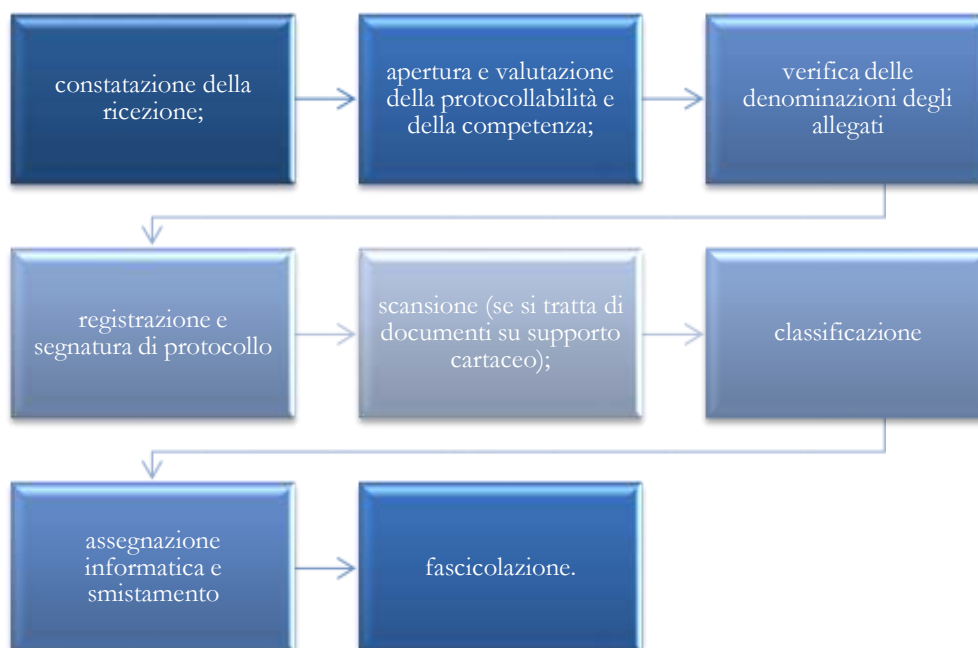 constatazione della
ricezione;
apertura e valutazione
della protocollabilità e
della competenza;
verifica delle
denominazioni degli
allegati
registrazione e
segnatura di protocollo
scansione (se si tratta di
documenti su supporto
cartaceo);
classificazione
assegnazione
informatica e
smistamento
fascicolazione.